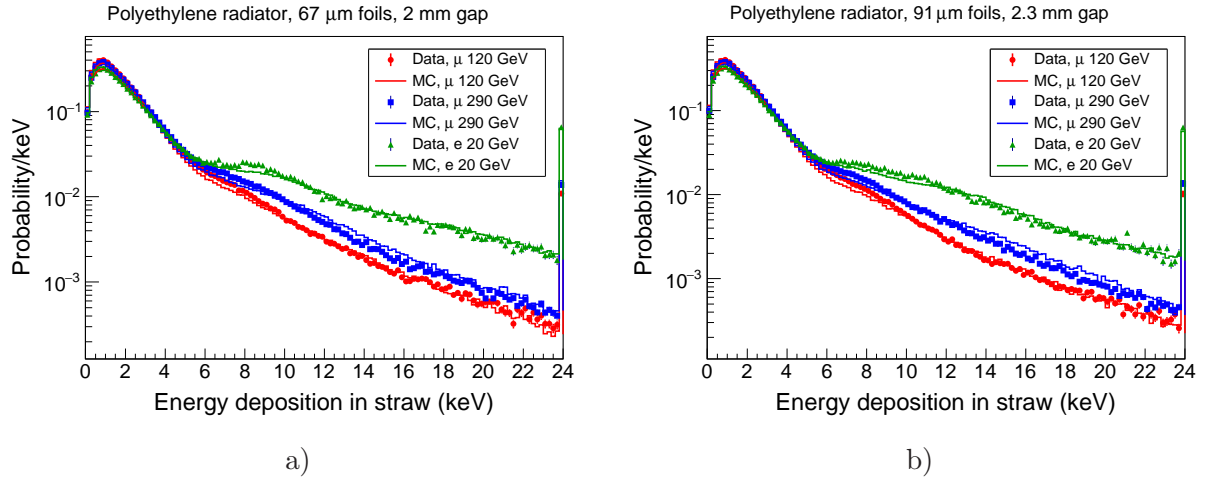 Polyethylene radiator, 67 μm foils, 2 mm gap
Probability/keV
10⁻¹
10⁻²
10⁻³
Data, μ 120 GeV
MC, μ 120 GeV
Data, μ 290 GeV
MC, μ 290 GeV
Data, e 20 GeV
MC, e 20 GeV
0 2 4 6 8 10 12 14 16 18 20 22 24
Energy deposition in straw (keV)
a)
Polyethylene radiator, 91 μm foils, 2.3 mm gap
Probability/keV
10⁻¹
10⁻²
10⁻³
Data, μ 120 GeV
MC, μ 120 GeV
Data, μ 290 GeV
MC, μ 290 GeV
Data, e 20 GeV
MC, e 20 GeV
0 2 4 6 8 10 12 14 16 18 20 22 24
Energy deposition in straw (keV)
b)